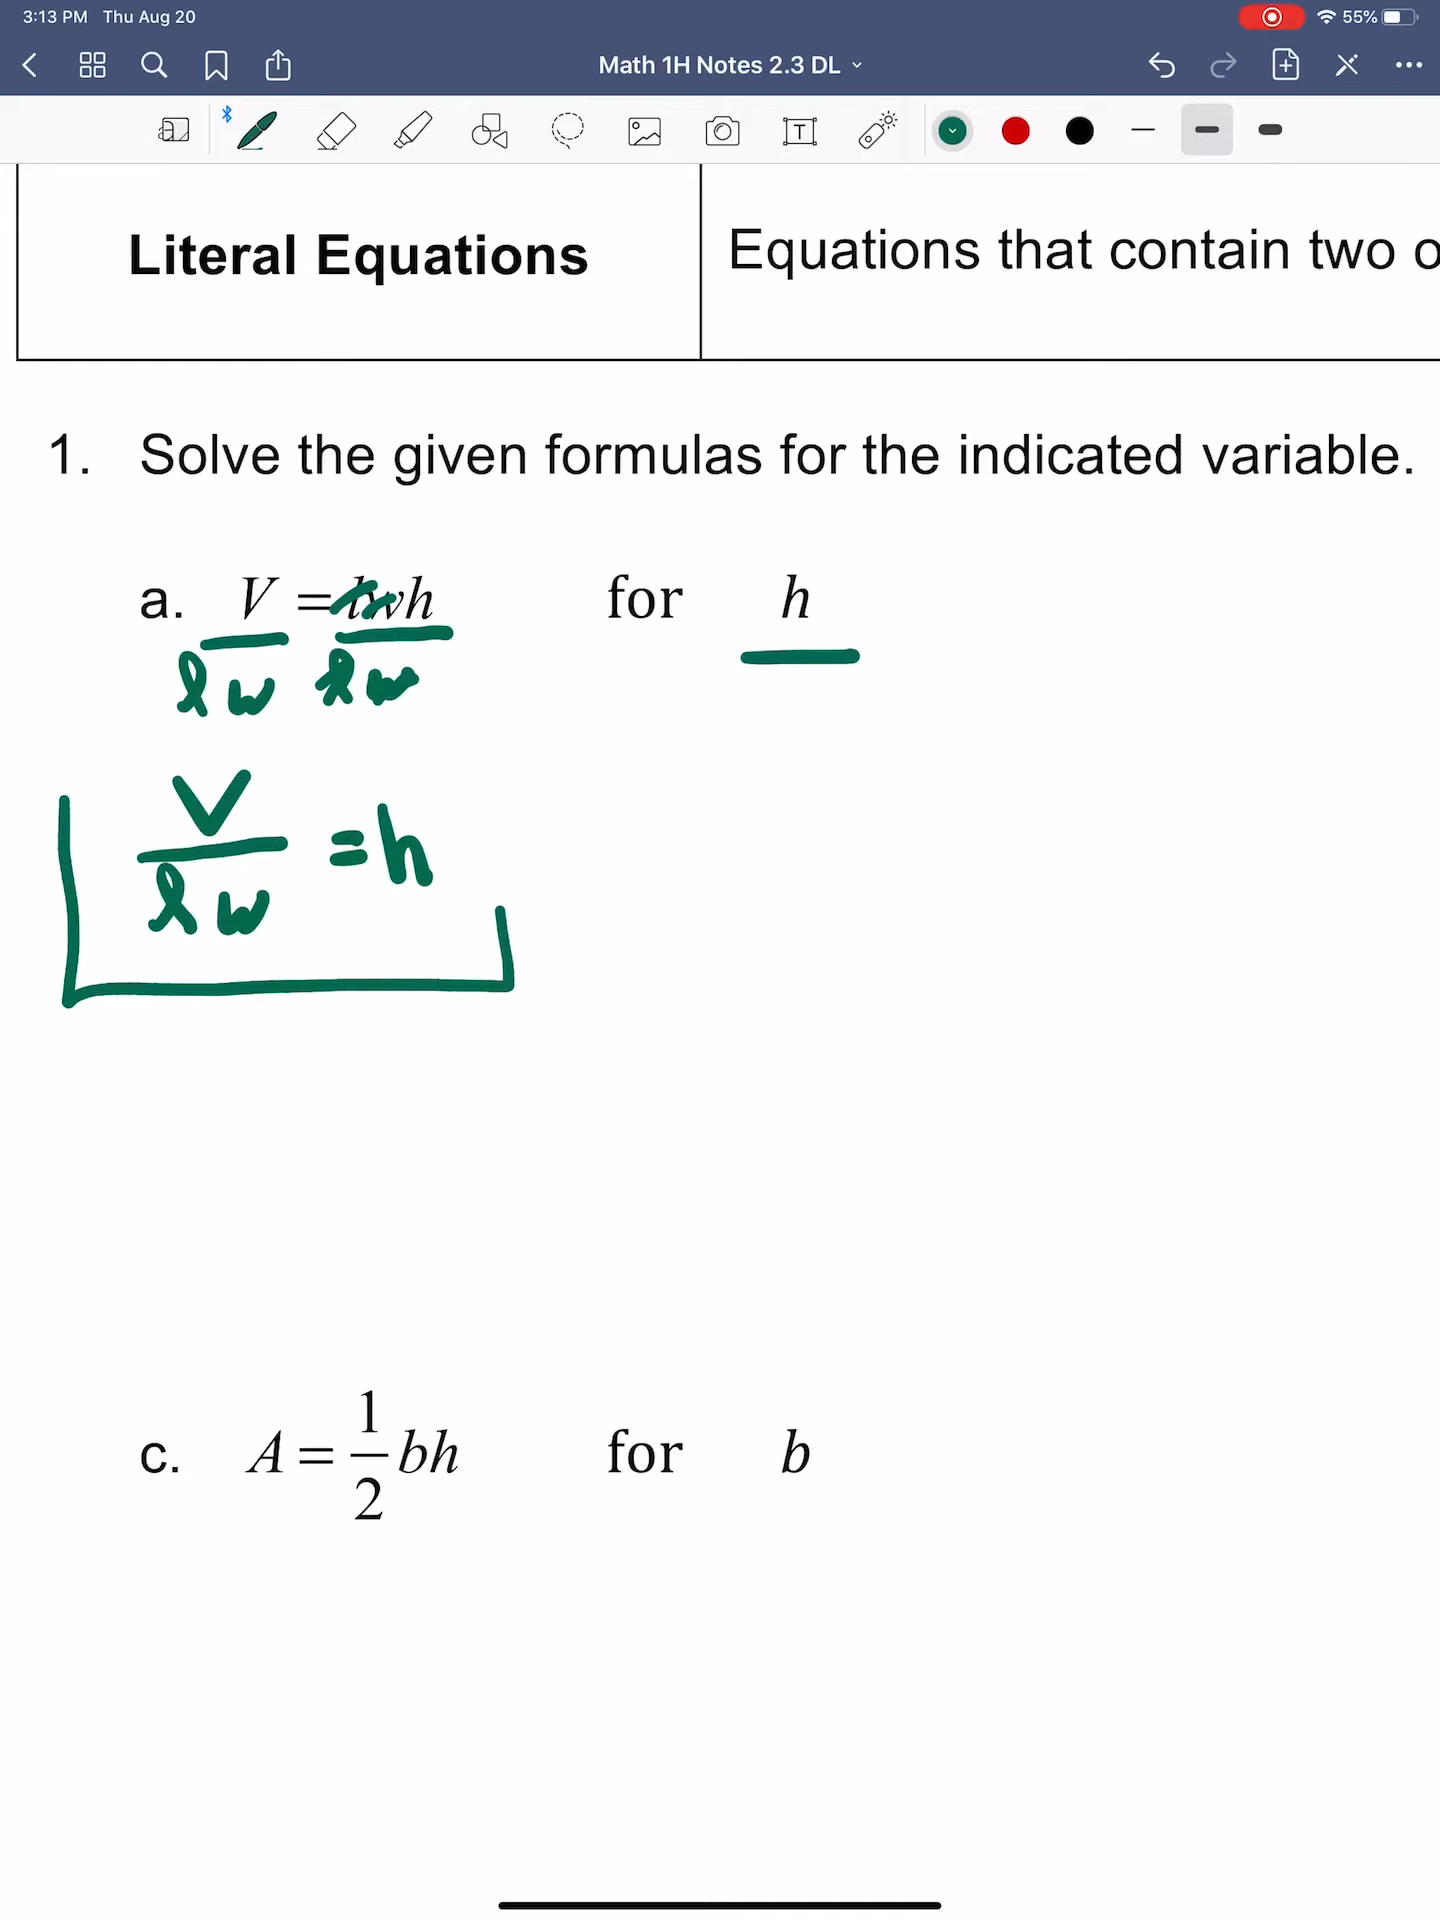 3:13 PM Thu Aug 20
55%
Math 1H Notes 2.3 DL
Literal Equations
Equations that contain two o
1. Solve the given formulas for the indicated variable.
a. V = lwh for h
lw lw
V/lw = h
c. A = 1/2 bh for b